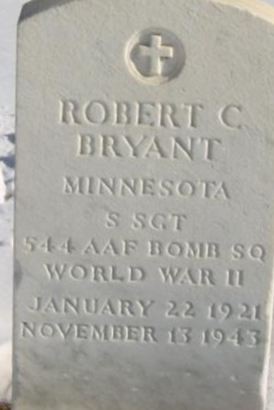 ROBERT C
BRYANT
MINNESOTA
S SGT
544 AAF BOMB SQ
WORLD WAR II
JANUARY 22 1921
NOVEMBER 13 1943